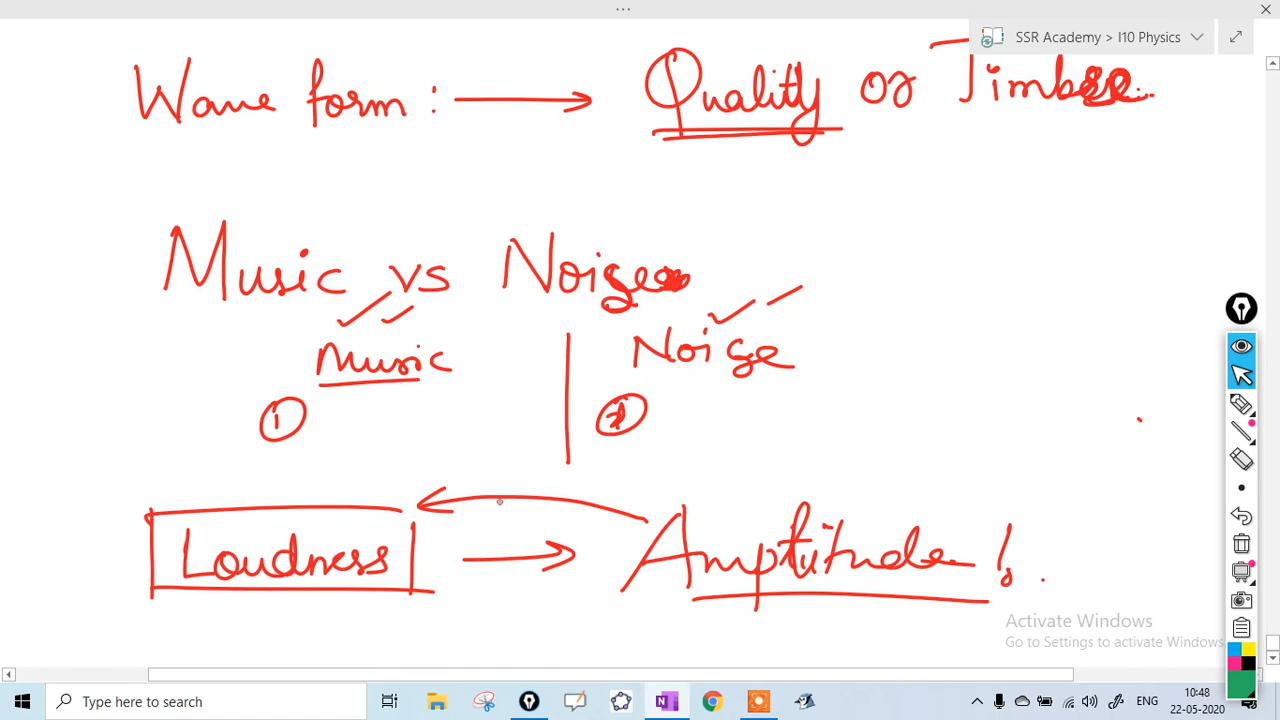 SSR Academy > I10 Physics
Wave form : → Quality or Timbre
Music vs Noise
Music Noise
①
Loudness → Amplitude !
Activate Windows
Go to Settings to activate Windows
Type here to search
ENG
10:48
22-05-2020